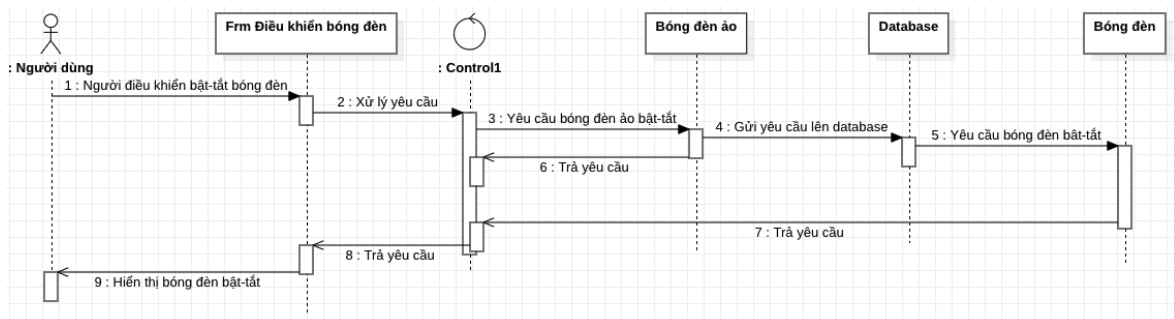 Frm Điều khiển bóng đèn
Bóng đèn ảo
Database
Bóng đèn
: Người dùng
: Control1
1 : Người điều khiển bật-tắt bóng đèn
2 : Xử lý yêu cầu
3 : Yêu cầu bóng đèn ảo bật-tắt
4 : Gửi yêu cầu lên database
5 : Yêu cầu bóng đèn bât-tắt
6 : Trả yêu cầu
7 : Trả yêu cầu
8 : Trả yêu cầu
9 : Hiển thị bóng đèn bật-tắt